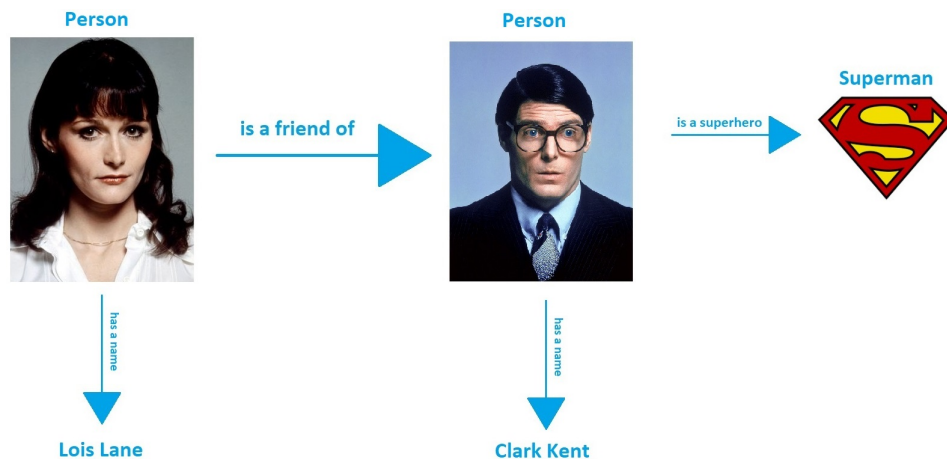 Person
Person
Superman
is a friend of
is a superhero
has a name
has a name
Lois Lane
Clark Kent